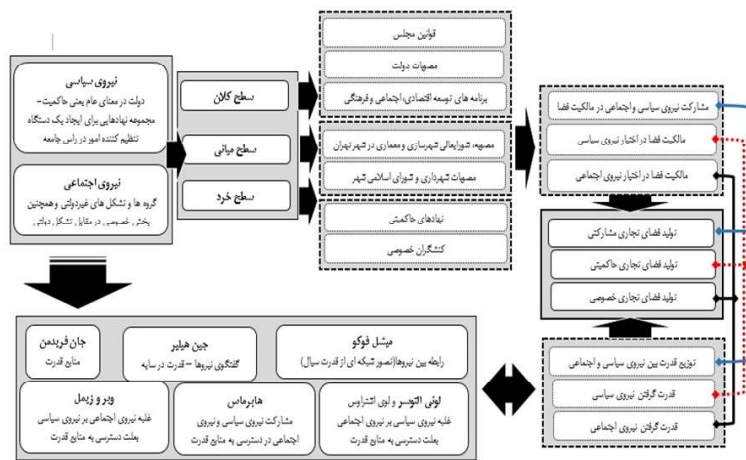 نیروی سیاسی
دولت در معنای عام یعنی حاکمیت-
مجموعه نهادهایی برای ایجاد یک دستگاه
تنظیم کننده امور در راس جامعه
نیروی اجتماعی
گروه ها و تشکل های غیردولتی و همچنین
بخش خصوصی در مقابل تشکل دولتی
سطح کلان
سطح میانی
سطح خرد
قوانین مجلس
مصوبات دولت
برنامه های توسعه اقتصادی، اجتماعی و فرهنگی
مصوبه، شورایعالی شهرسازی و معماری در شهر تهران
مصوبات شهرداری و شورای اسلامی شهر
نهادهای حاکمیتی
کنشگران خصوصی
مشارکت نیروی سیاسی و اجتماعی در مالکیت فضا
مالکیت فضا در اختیار نیروی سیاسی
مالکیت فضا در اختیار نیروی اجتماعی
تولید فضای تجاری مشارکتی
تولید فضای تجاری حاکمیتی
تولید فضای تجاری خصوصی
توزیع قدرت بین نیروی سیاسی و اجتماعی
قدرت گرفتن نیروی سیاسی
قدرت گرفتن نیروی اجتماعی
میشل فوکو
رابطه بین نیروها(تصور شبکه ای از قدرت سیال)
جین هیلیر
گفتگوی نیروها – قدرت در سایه
جان فریدمن
منابع قدرت
لوئی آلتوسر و لوی اشتراوس
غلبه نیروی سیاسی بر نیروی اجتماعی
بعلت دسترسی به منابع قدرت
هابرماس
مشارکت نیروی سیاسی و نیروی
اجتماعی در دسترسی به منابع قدرت
وبر و زیمل
غلبه نیروی اجتماعی بر نیروی سیاسی
بعلت دسترسی به منابع قدرت